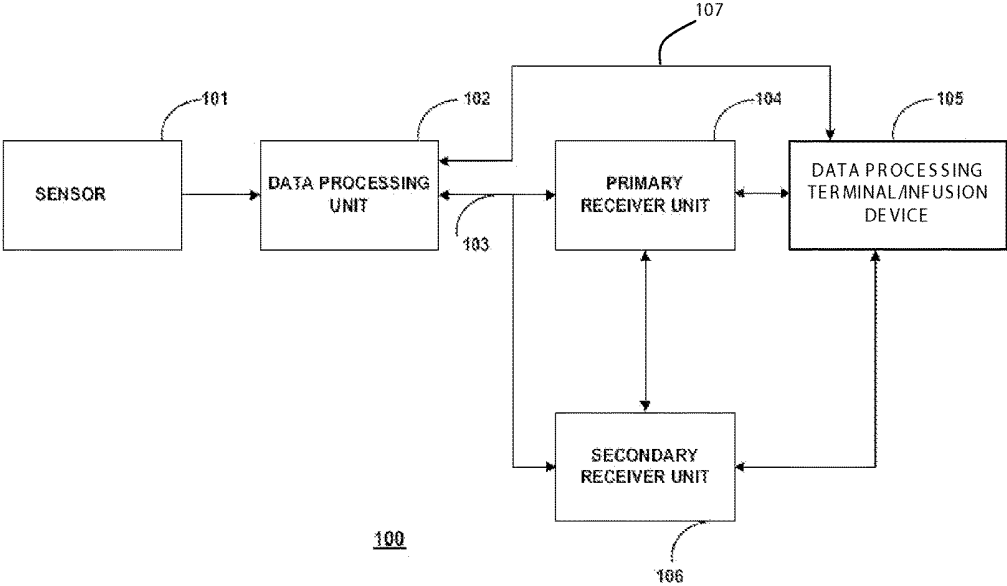 107
101
102
104
105
SENSOR
DATA PROCESSING
UNIT
PRIMARY
RECEIVER UNIT
DATA PROCESSING
TERMINAL/INFUSION
DEVICE
103
SECONDARY
RECEIVER UNIT
100
106